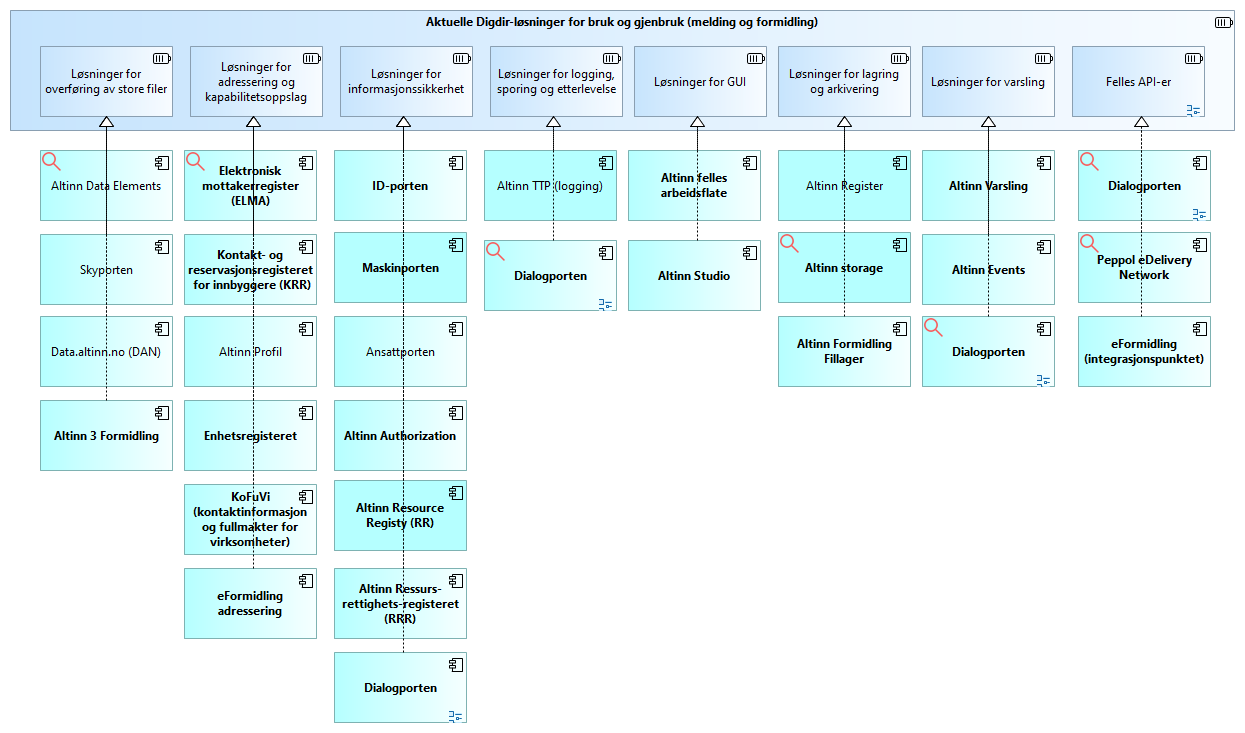 Aktuelle Digdir-løsninger for bruk og gjenbruk (melding og formidling)
Løsninger for
overføring av store filer
Løsninger for
adressering og
kapabilitetsoppslag
Løsninger for
informasjonssikkerhet
Løsninger for logging,
sporing og etterlevelse
Løsninger for GUI
Løsninger for lagring
og arkivering
Løsninger for varsling
Felles API-er
Altinn Data Elements
Skyporten
Data.altinn.no (DAN)
Altinn 3 Formidling
Elektronisk
mottakerregister
(ELMA)
Kontakt- og
reservasjonsregisteret
for innbyggere (KRR)
Altinn Profil
Enhetsregisteret
KoFuVi
(kontaktinformasjon
og fullmakter for
virksomheter)
eFormidling
adressering
ID-porten
Maskinporten
Ansattporten
Altinn Authorization
Altinn Resource
Registy (RR)
Altinn Ressurs-
rettighets-registeret
(RRR)
Dialogporten
Altinn TTP (logging)
Dialogporten
Altinn felles
arbeidsflate
Altinn Studio
Altinn Register
Altinn storage
Altinn Formidling
Fillager
Altinn Varsling
Altinn Events
Dialogporten
Dialogporten
Peppol eDelivery
Network
eFormidling
(integrasjonspunktet)